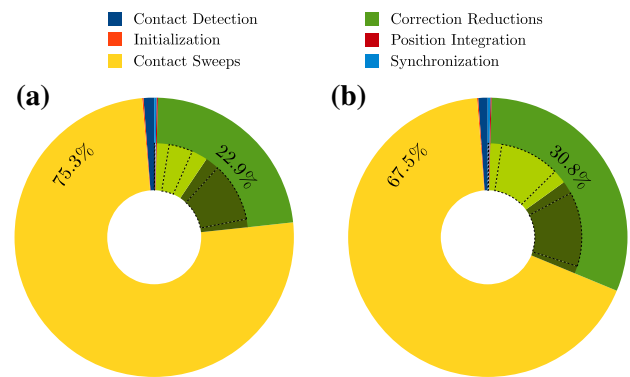 Contact Detection
Initialization
Contact Sweeps
Correction Reductions
Position Integration
Synchronization
(a)
75.3%
22.9%
(b)
67.5%
30.8%